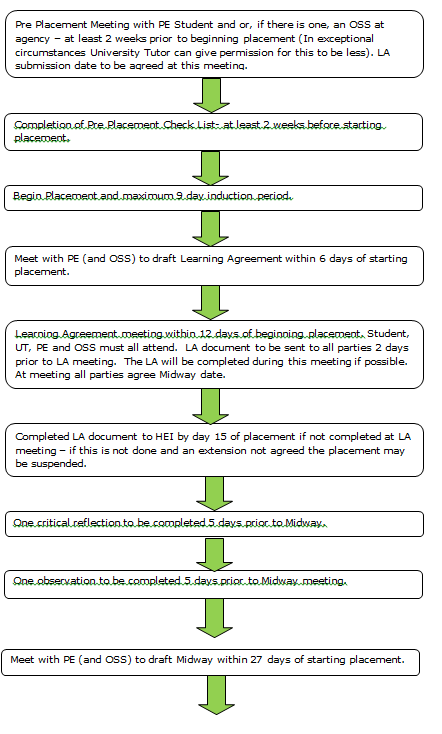 Pre Placement Meeting with PE Student and or, if there is one, an OSS at
agency – at least 2 weeks prior to beginning placement (In exceptional
circumstances University Tutor can give permission for this to be less). LA
submission date to be agreed at this meeting.
Completion of Pre Placement Check List- at least 2 weeks before starting
placement.
Begin Placement and maximum 9 day induction period.
Meet with PE (and OSS) to draft Learning Agreement within 6 days of starting
placement.
Learning Agreement meeting within 12 days of beginning placement. Student,
UT, PE and OSS must all attend. LA document to be sent to all parties 2 days
prior to LA meeting. The LA will be completed during this meeting if possible.
At meeting all parties agree Midway date.
Completed LA document to HEI by day 15 of placement if not completed at LA
meeting – if this is not done and an extension not agreed the placement may
be suspended.
One critical reflection to be completed 5 days prior to Midway.
One observation to be completed 5 days prior to Midway meeting.
Meet with PE (and OSS) to draft Midway within 27 days of starting placement.